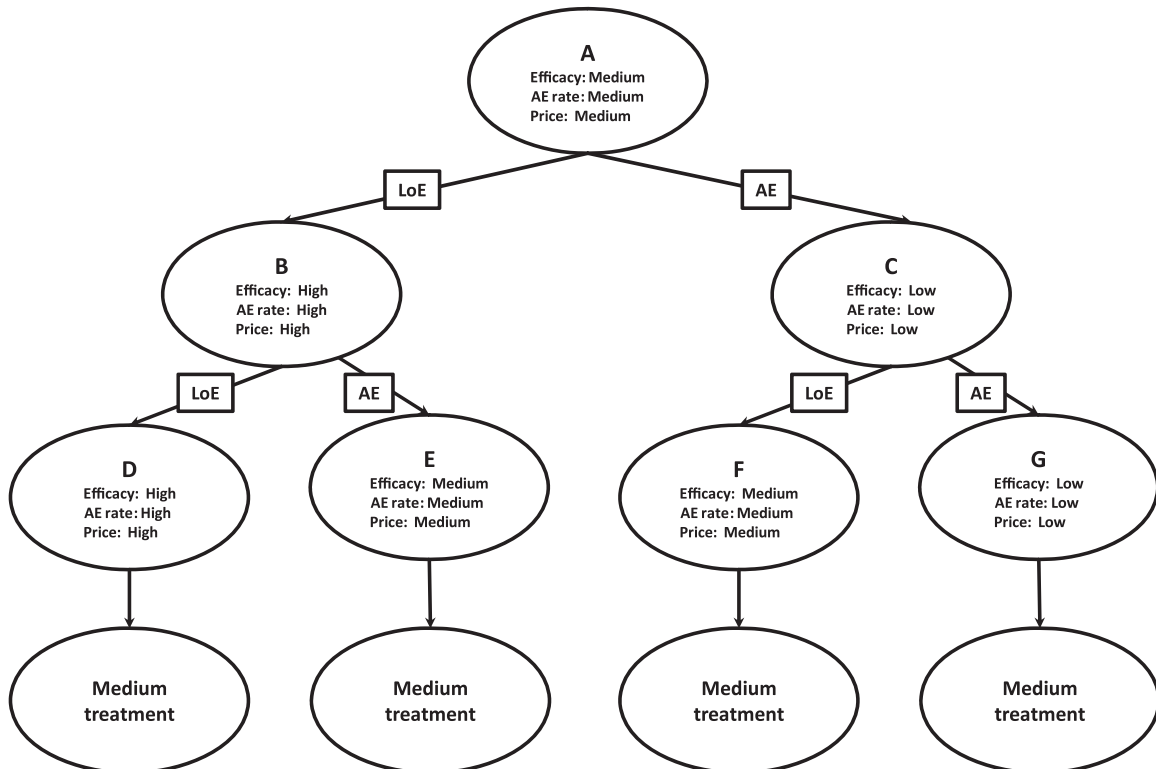 A
Efficacy: Medium
AE rate: Medium
Price: Medium
LoE
AE
B
Efficacy: High
AE rate: High
Price: High
C
Efficacy: Low
AE rate: Low
Price: Low
LoE
AE
LoE
AE
D
Efficacy: High
AE rate: High
Price: High
E
Efficacy: Medium
AE rate: Medium
Price: Medium
F
Efficacy: Medium
AE rate: Medium
Price: Medium
G
Efficacy: Low
AE rate: Low
Price: Low
Medium
treatment
Medium
treatment
Medium
treatment
Medium
treatment